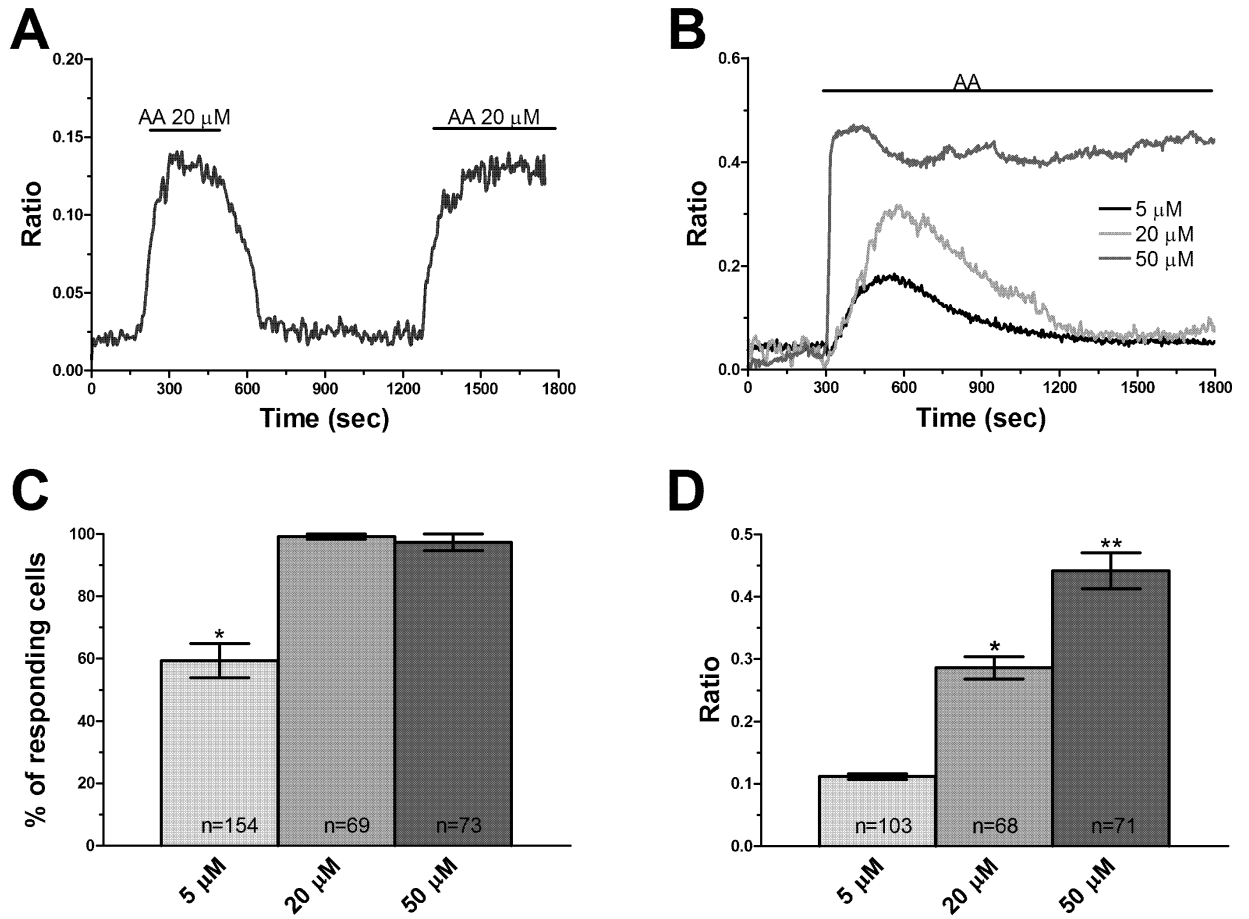 A
0.20
0.15
0.10
0.05
0.00
Ratio
AA 20 µM
AA 20 µM
0
300
600
900
1200
1500
1800
Time (sec)
B
0.6
0.4
0.2
0.0
Ratio
AA
5 µM
20 µM
50 µM
0
300
600
900
1200
1500
1800
Time (sec)
C
100
80
60
40
20
0
% of responding cells
*
n=154
n=69
n=73
5 µM
20 µM
50 µM
D
0.5
0.4
0.3
0.2
0.1
0.0
Ratio
*
**
n=103
n=68
n=71
5 µM
20 µM
50 µM